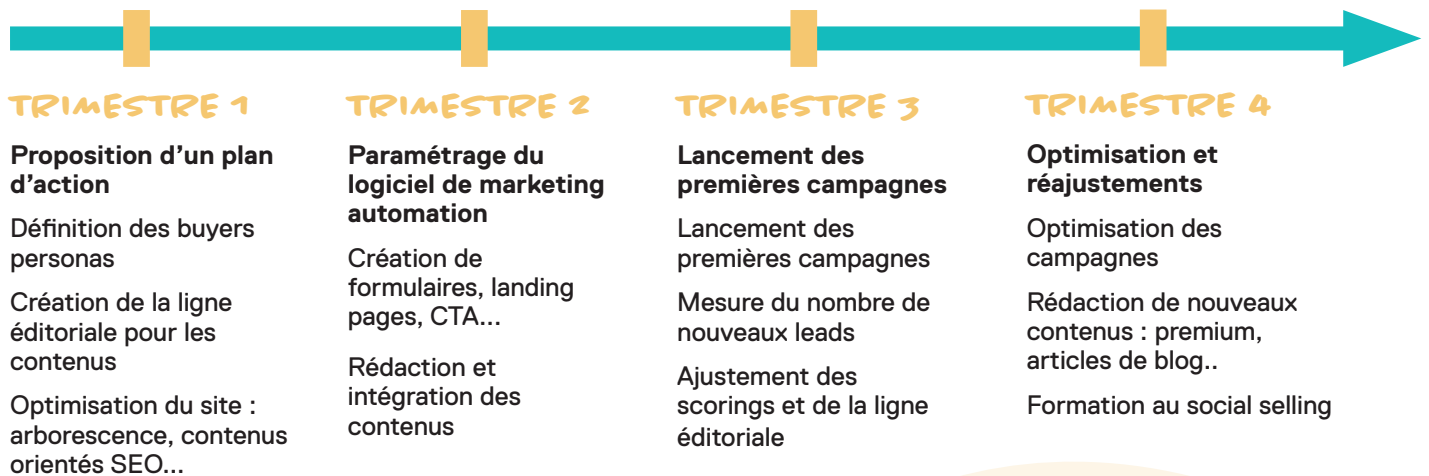 TRIMESTRE 1
Proposition d’un plan
d’action
Définition des buyers
personas
Création de la ligne
éditoriale pour les
contenus
Optimisation du site :
arborescence, contenus
orientés SEO...
TRIMESTRE 2
Paramétrage du
logiciel de marketing
automation
Création de
formulaires, landing
pages, CTA...
Rédaction et
intégration des
contenus
TRIMESTRE 3
Lancement des
premières campagnes
Lancement des
premières campagnes
Mesure du nombre de
nouveaux leads
Ajustement des
scorings et de la ligne
éditoriale
TRIMESTRE 4
Optimisation et
réajustements
Optimisation des
campagnes
Rédaction de nouveaux
contenus : premium,
articles de blog..
Formation au social selling